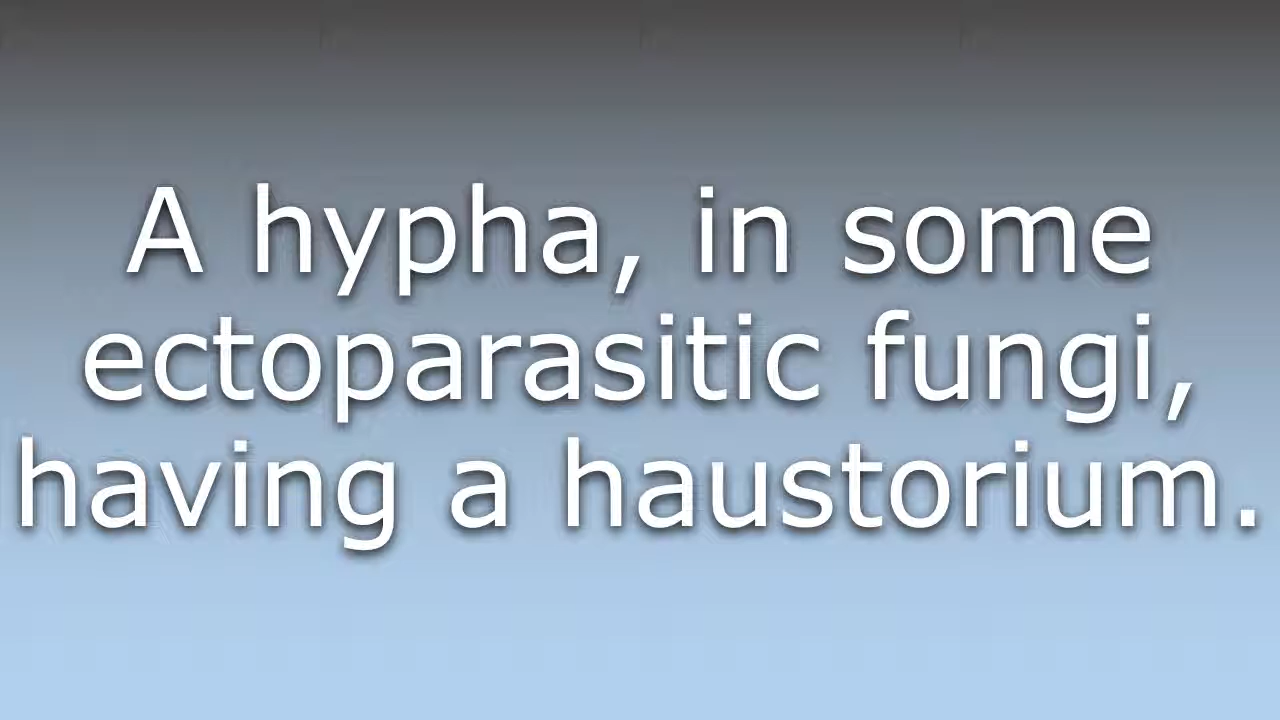 A hypha, in some
ectoparasitic fungi,
having a haustorium.